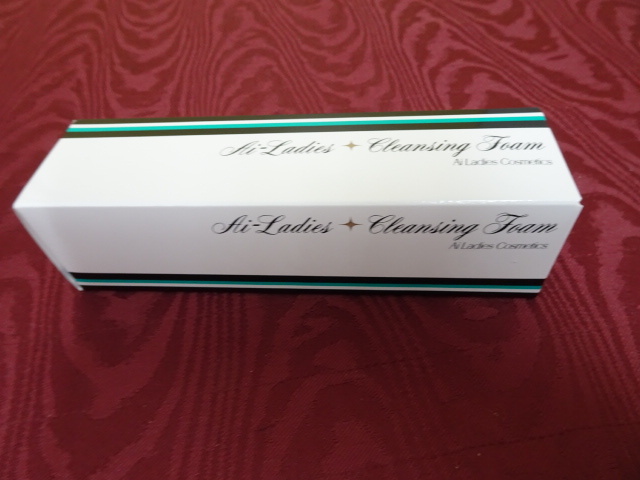 Ai-Ladies Cleansing Foam
Ai Ladies Cosmetics
Ai-Ladies Cleansing Foam
Ai Ladies Cosmetics